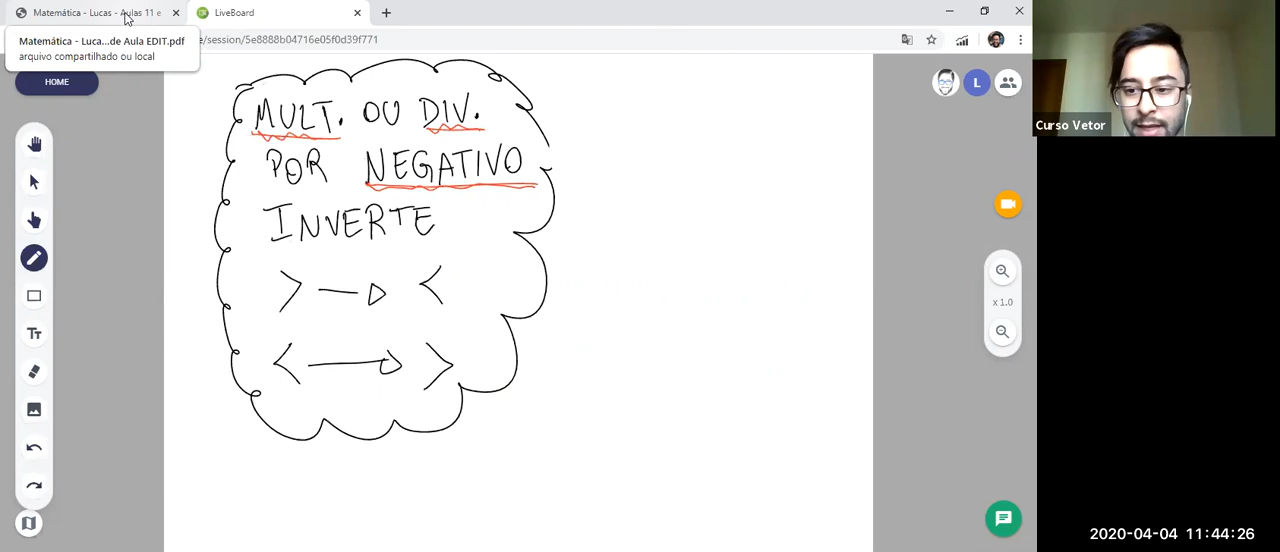 Matemática - Lucas - Aulas 11 e
LiveBoard
Matemática - Luca...de Aula EDIT.pdf
arquivo compartilhado ou local
e/session/5e8888b04716e05f0d39f771
HOME
L
MULT. OU DIV.
POR NEGATIVO
INVERTE
> → <
< → >
Tт
x 1.0
Curso Vetor
2020-04-04 11:44:26